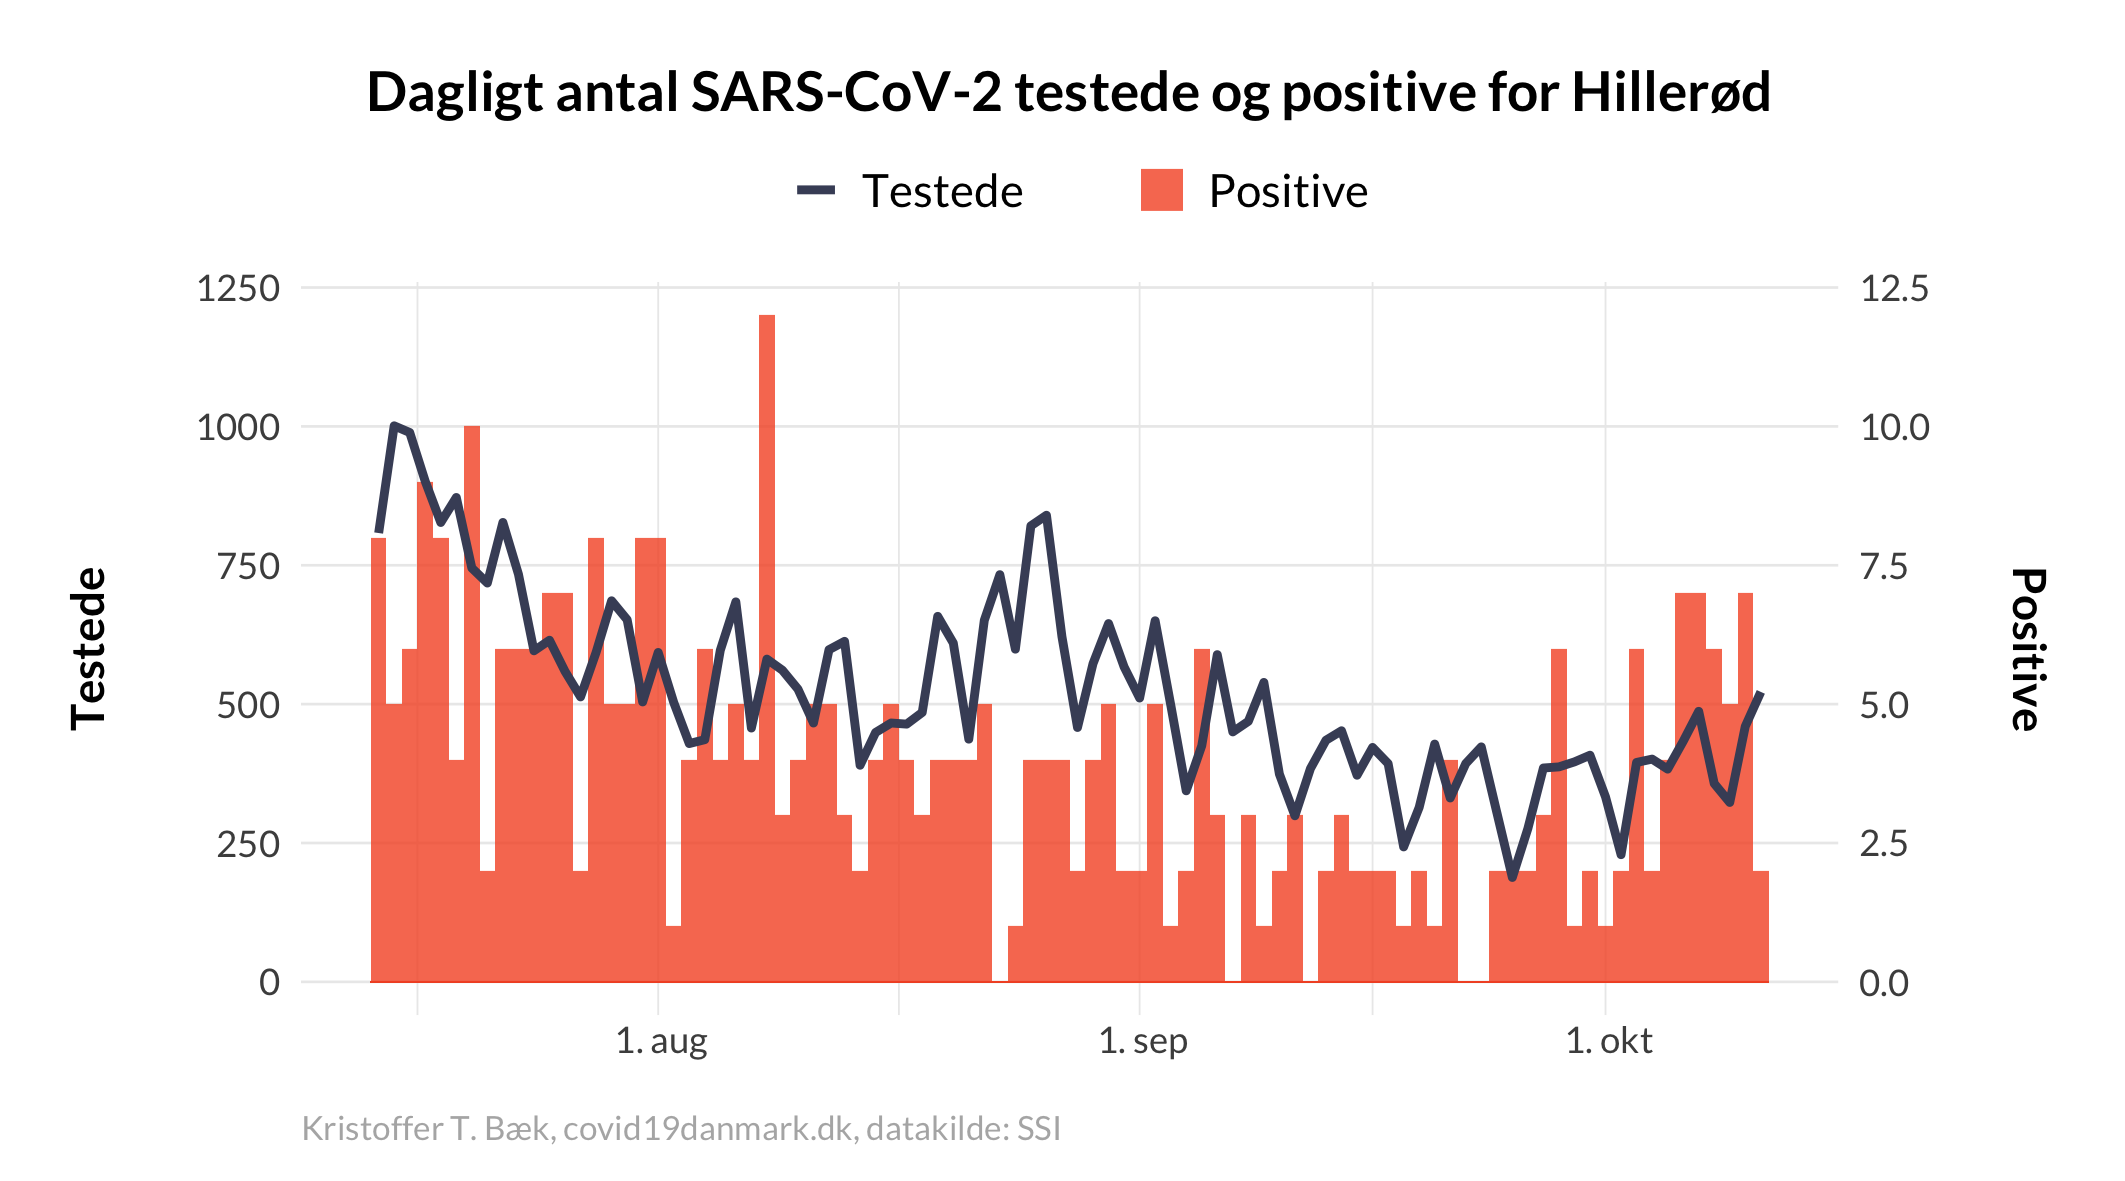 Dagligt antal SARS-CoV-2 testede og positive for Hillerød
Testede Positive
1250 12.5
1000 10.0
750 7.5
500 5.0
250 2.5
0 0.0
Testede
Positive
1. aug 1. sep 1. okt
Kristoffer T. Bæk, covid19danmark.dk, datakilde: SSI